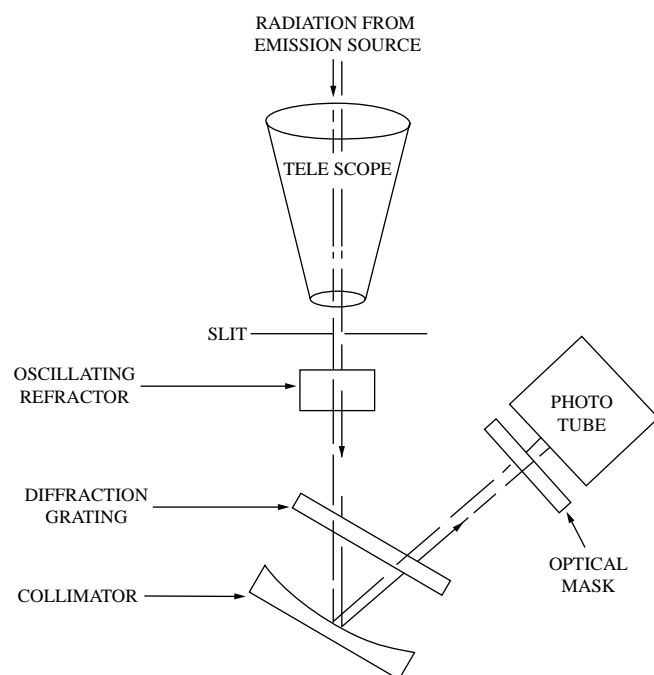 RADIATION FROM
EMISSION SOURCE
TELE SCOPE
SLIT
OSCILLATING
REFRACTOR
PHOTO
TUBE
DIFFRACTION
GRATING
OPTICAL
MASK
COLLIMATOR